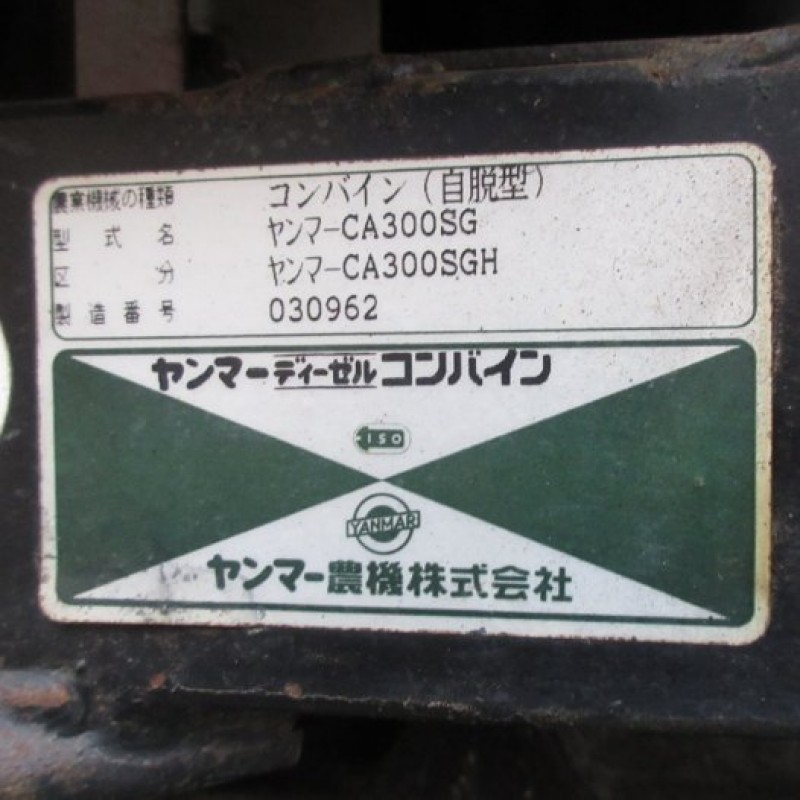 農業機械の種類 コンバイン(自脱型)
型式名 ヤンマーCA300SG
区分 ヤンマーCA300SGH
製造番号 030962
ヤンマーディーゼルコンバイン
ISO
YANMAR
ヤンマー農機株式会社